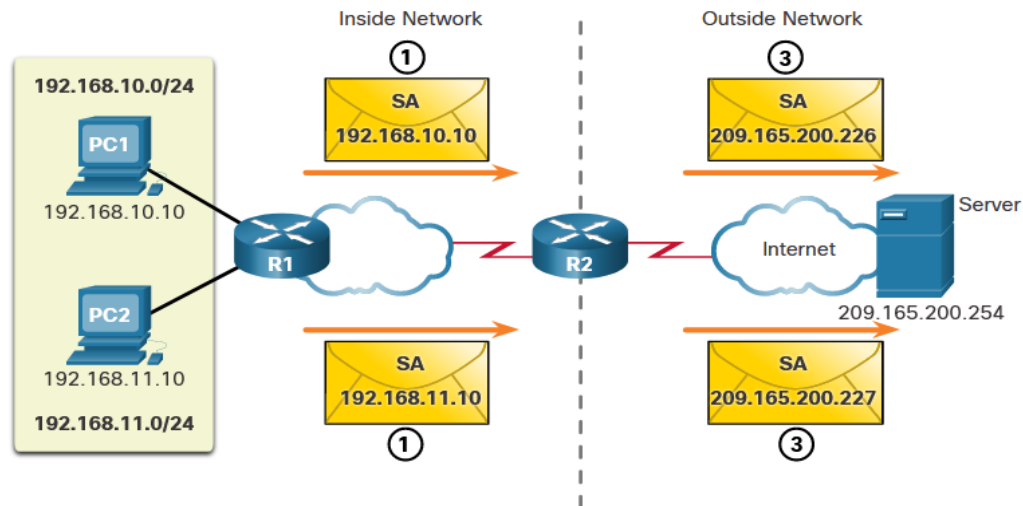 Inside Network
Outside Network
1
3
192.168.10.0/24
SA
192.168.10.10
SA
209.165.200.226
PC1
192.168.10.10
Server
R1
R2
Internet
PC2
209.165.200.254
192.168.11.10
SA
192.168.11.10
SA
209.165.200.227
192.168.11.0/24
1
3